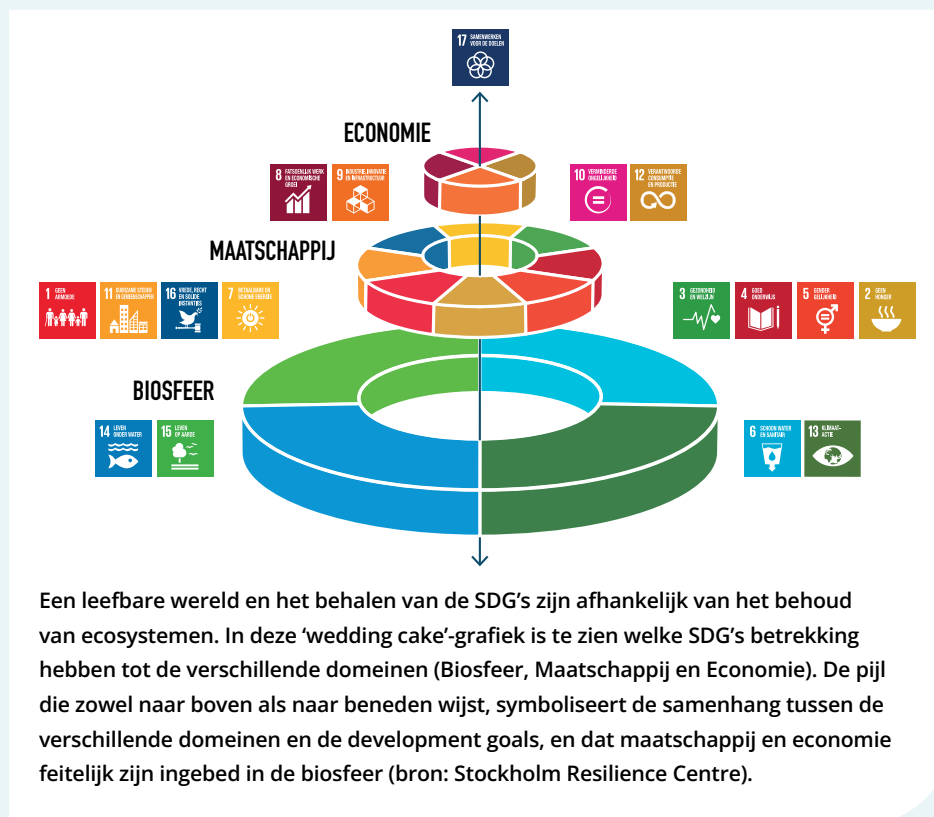 17 SAMENWERKEN
VOOR DE DOELEN
ECONOMIE
8 FATSOENLIJK WERK
EN ECONOMISCHE
GROEI
9 INDUSTRIE, INNOVATIE
EN INFRASTRUCTUUR
10 VERMINDERDE
ONGELIJKHEID
12 VERANTWOORDE
CONSUMPTIE
EN PRODUCTIE
MAATSCHAPPIJ
1 GEEN
ARMOEDE
11 DUURZAME STEDEN
EN GEMEENSCHAPPEN
16 VREDE, RECHT
EN SOLIDE
INSTANTIES
7 BETAALBARE EN
SCHONE ENERGIE
3 GEZONDHEID
EN WELZIJN
4 GOED
ONDERWIJS
5 GENDER
GELIJKHEID
2 GEEN
HONGER
BIOSFEER
14 LEVEN
ONDER WATER
15 LEVEN
OP AARDE
6 SCHOON WATER
EN SANITAIR
13 KLIMAAT-
ACTIE
Een leefbare wereld en het behalen van de SDG’s zijn afhankelijk van het behoud
van ecosystemen. In deze ‘wedding cake’-grafiek is te zien welke SDG’s betrekking
hebben tot de verschillende domeinen (Biosfeer, Maatschappij en Economie). De pijl
die zowel naar boven als naar beneden wijst, symboliseert de samenhang tussen de
verschillende domeinen en de development goals, en dat maatschappij en economie
feitelijk zijn ingebed in de biosfeer (bron: Stockholm Resilience Centre).